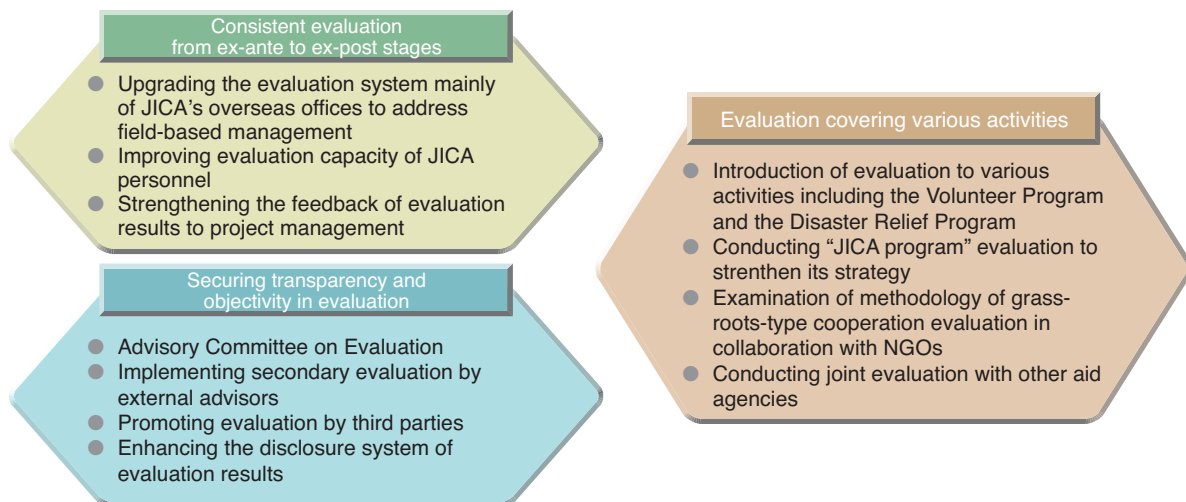 Consistent evaluation
from ex-ante to ex-post stages
● Upgrading the evaluation system mainly
of JICA’s overseas offices to address
field-based management
● Improving evaluation capacity of JICA
personnel
● Strengthening the feedback of evaluation
results to project management
Securing transparency and
objectivity in evaluation
● Advisory Committee on Evaluation
● Implementing secondary evaluation by
external advisors
● Promoting evaluation by third parties
● Enhancing the disclosure system of
evaluation results
Evaluation covering various activities
● Introduction of evaluation to various
activities including the Volunteer Program
and the Disaster Relief Program
● Conducting “JICA program” evaluation to
strenthen its strategy
● Examination of methodology of grass-
roots-type cooperation evaluation in
collaboration with NGOs
● Conducting joint evaluation with other aid
agencies